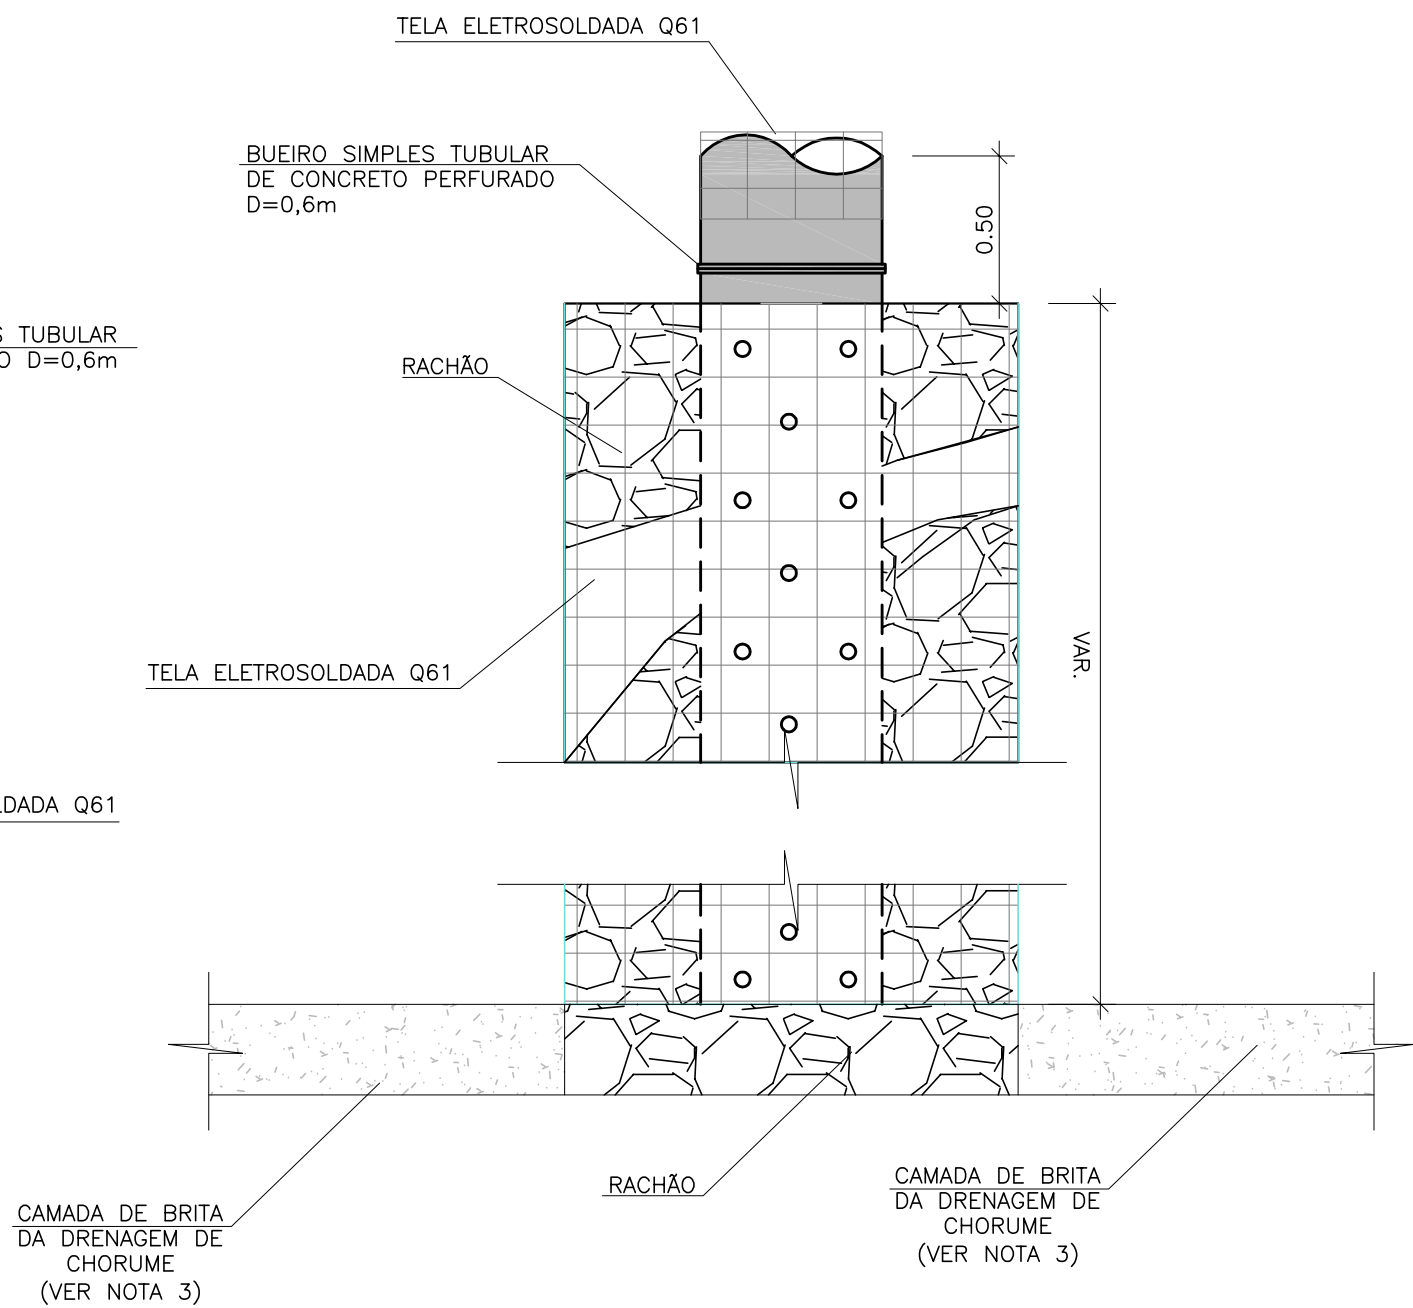 TELA ELETROSOLDADA Q61
BUEIRO SIMPLES TUBULAR
DE CONCRETO PERFURADO
D=0,6m
0.50
TUBULAR
D=0,6m
RACHÃO
VAR.
TELA ELETROSOLDADA Q61
Q61
RACHÃO
CAMADA DE BRITA
DA DRENAGEM DE
CHORUME
(VER NOTA 3)
CAMADA DE BRITA
DA DRENAGEM DE
CHORUME
(VER NOTA 3)